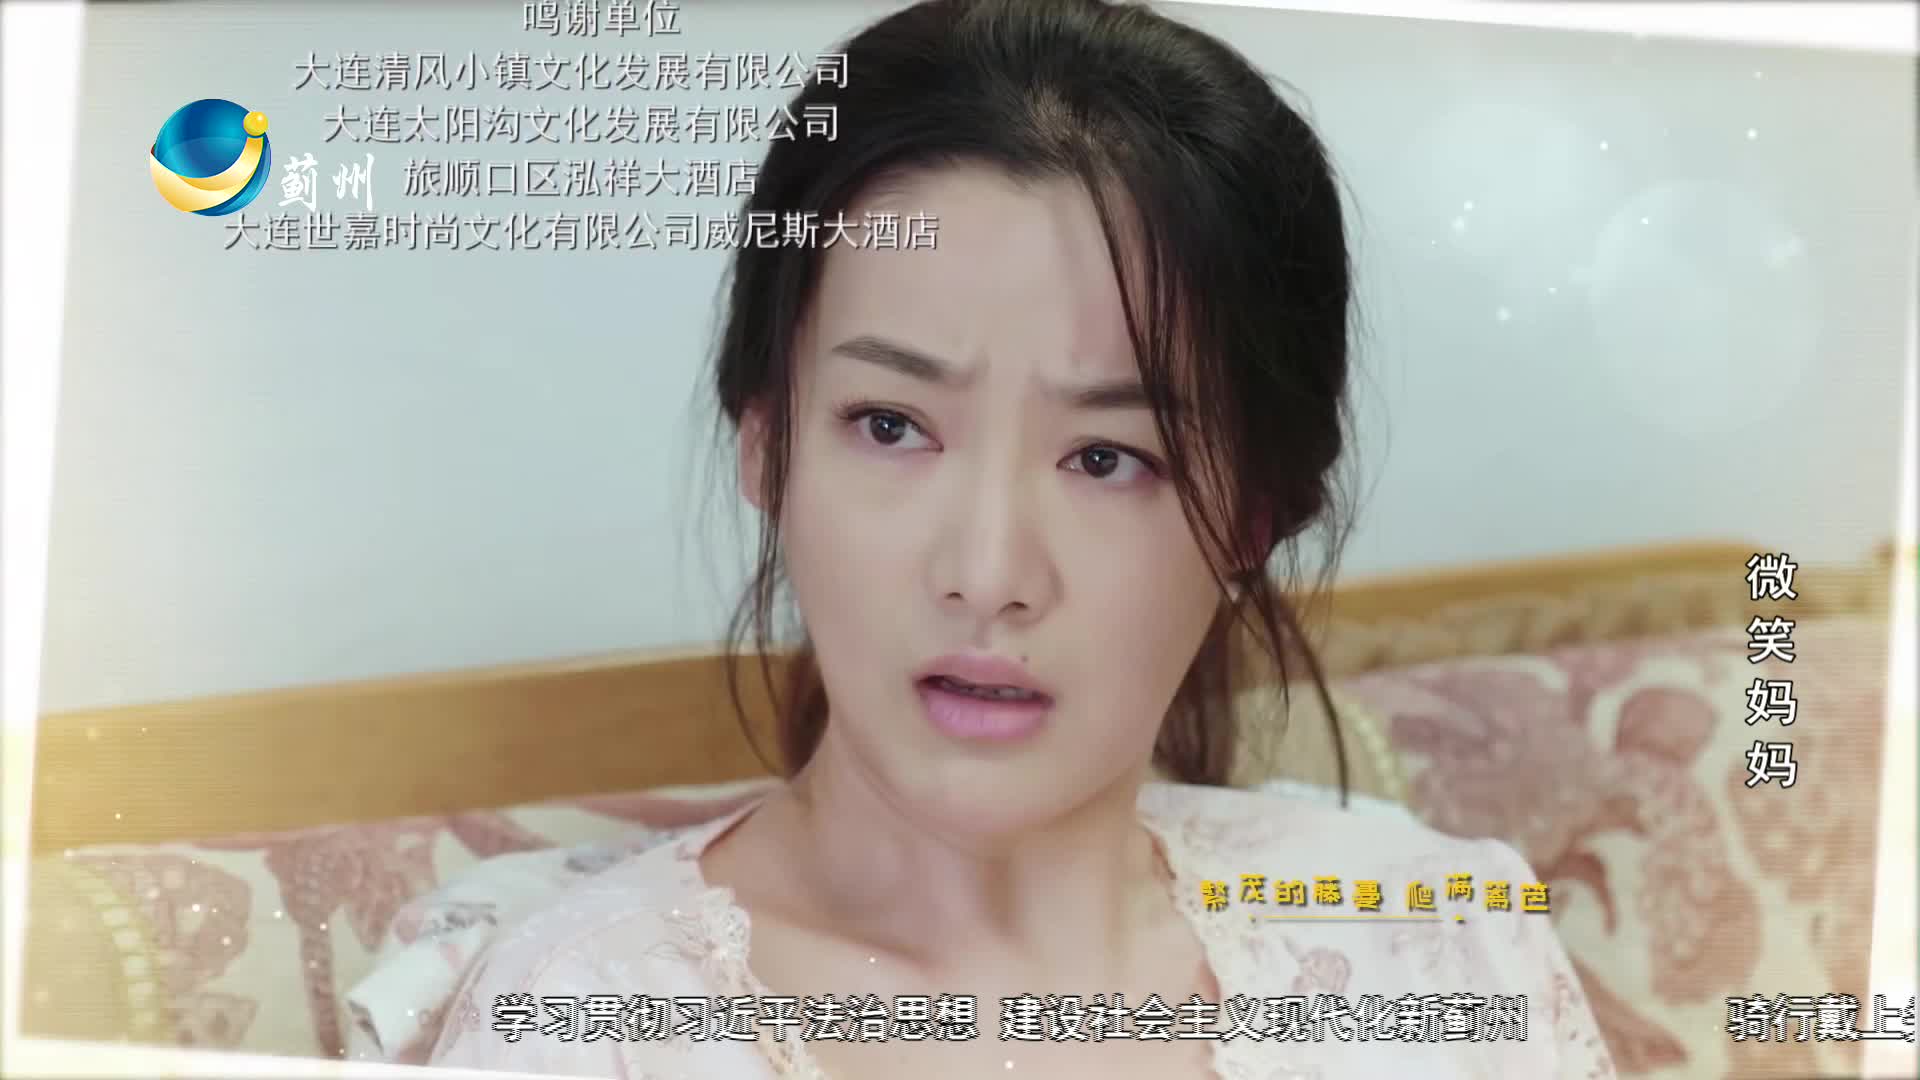 鸣谢单位
大连清风小镇文化发展有限公司
大连太阳沟文化发展有限公司
蓟州
旅顺口区泓祥大酒店
大连世嘉时尚文化有限公司威尼斯大酒店
微笑妈妈
繁茂的藤蔓 爬满篱笆
学习贯彻习近平法治思想 建设社会主义现代化新蓟州
骑行戴上